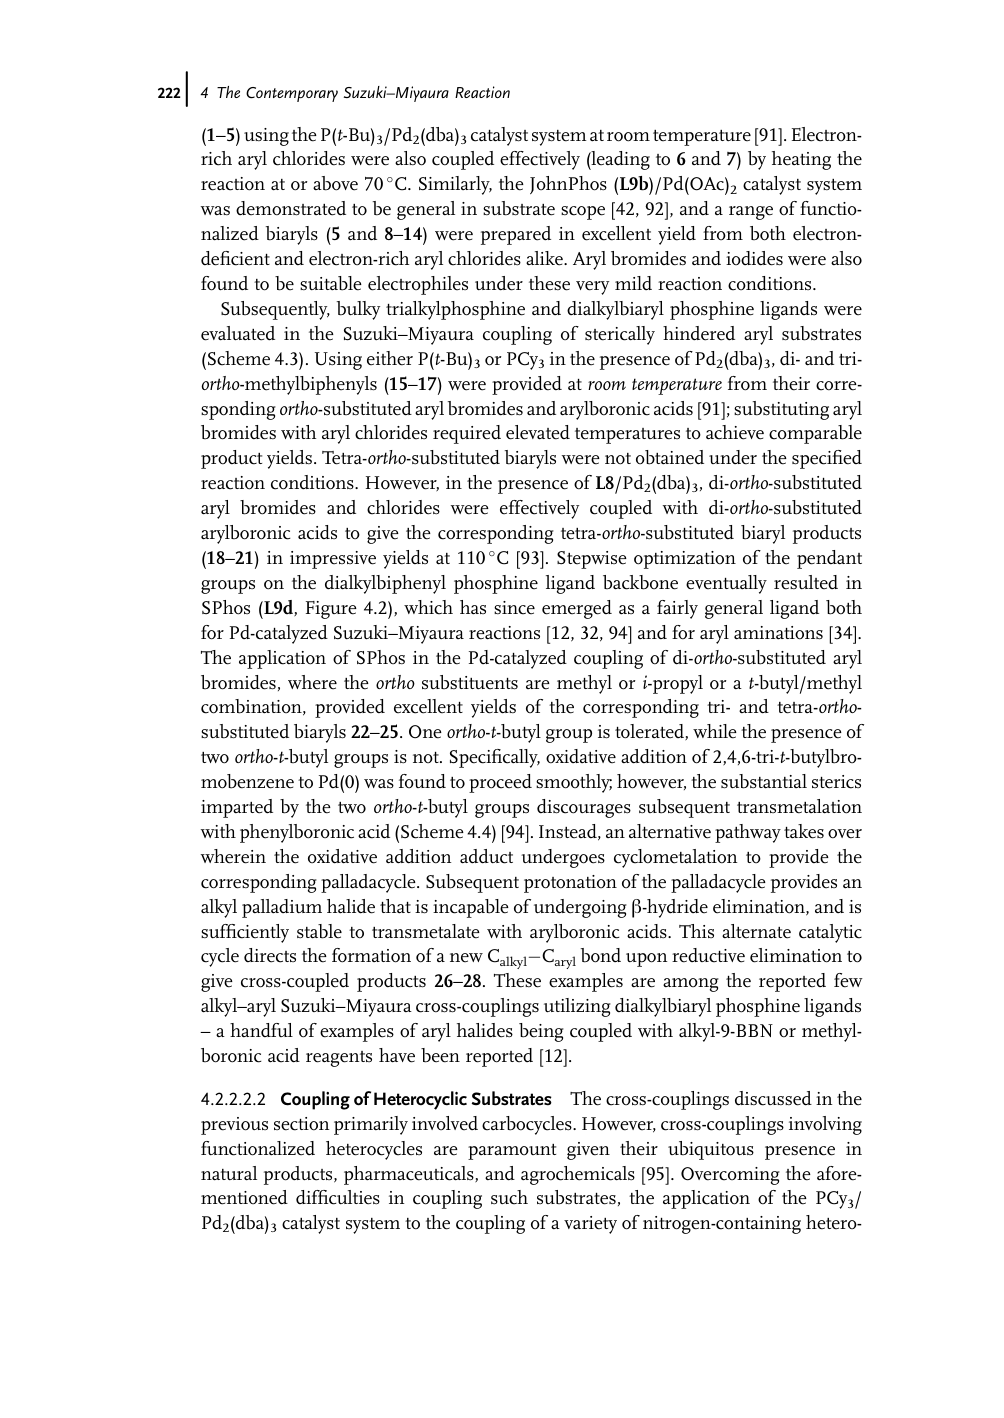 222 4 The Contemporary Suzuki–Miyaura Reaction
(1–5) using the P(t-Bu)3/Pd2(dba)3 catalyst system at room temperature [91]. Electron-
rich aryl chlorides were also coupled effectively (leading to 6 and 7) by heating the
reaction at or above 70 °C. Similarly, the JohnPhos (L9b)/Pd(OAc)2 catalyst system
was demonstrated to be general in substrate scope [42, 92], and a range of functio-
nalized biaryls (5 and 8–14) were prepared in excellent yield from both electron-
deficient and electron-rich aryl chlorides alike. Aryl bromides and iodides were also
found to be suitable electrophiles under these very mild reaction conditions.
Subsequently, bulky trialkylphosphine and dialkylbiaryl phosphine ligands were
evaluated in the Suzuki–Miyaura coupling of sterically hindered aryl substrates
(Scheme 4.3). Using either P(t-Bu)3 or PCy3 in the presence of Pd2(dba)3, di- and tri-
ortho-methylbiphenyls (15–17) were provided at room temperature from their corre-
sponding ortho-substituted aryl bromides and arylboronic acids [91]; substituting aryl
bromides with aryl chlorides required elevated temperatures to achieve comparable
product yields. Tetra-ortho-substituted biaryls were not obtained under the specified
reaction conditions. However, in the presence of L8/Pd2(dba)3, di-ortho-substituted
aryl bromides and chlorides were effectively coupled with di-ortho-substituted
arylboronic acids to give the corresponding tetra-ortho-substituted biaryl products
(18–21) in impressive yields at 110 °C [93]. Stepwise optimization of the pendant
groups on the dialkylbiphenyl phosphine ligand backbone eventually resulted in
SPhos (L9d, Figure 4.2), which has since emerged as a fairly general ligand both
for Pd-catalyzed Suzuki–Miyaura reactions [12, 32, 94] and for aryl aminations [34].
The application of SPhos in the Pd-catalyzed coupling of di-ortho-substituted aryl
bromides, where the ortho substituents are methyl or i-propyl or a t-butyl/methyl
combination, provided excellent yields of the corresponding tri- and tetra-ortho-
substituted biaryls 22–25. One ortho-t-butyl group is tolerated, while the presence of
two ortho-t-butyl groups is not. Specifically, oxidative addition of 2,4,6-tri-t-butylbro-
mobenzene to Pd(0) was found to proceed smoothly; however, the substantial sterics
imparted by the two ortho-t-butyl groups discourages subsequent transmetalation
with phenylboronic acid (Scheme 4.4) [94]. Instead, an alternative pathway takes over
wherein the oxidative addition adduct undergoes cyclometalation to provide the
corresponding palladacycle. Subsequent protonation of the palladacycle provides an
alkyl palladium halide that is incapable of undergoing β-hydride elimination, and is
sufficiently stable to transmetalate with arylboronic acids. This alternate catalytic
cycle directs the formation of a new Calkyl−Caryl bond upon reductive elimination to
give cross-coupled products 26–28. These examples are among the reported few
alkyl–aryl Suzuki–Miyaura cross-couplings utilizing dialkylbiaryl phosphine ligands
– a handful of examples of aryl halides being coupled with alkyl-9-BBN or methyl-
boronic acid reagents have been reported [12].
4.2.2.2.2 Coupling of Heterocyclic Substrates The cross-couplings discussed in the
previous section primarily involved carbocycles. However, cross-couplings involving
functionalized heterocycles are paramount given their ubiquitous presence in
natural products, pharmaceuticals, and agrochemicals [95]. Overcoming the afore-
mentioned difficulties in coupling such substrates, the application of the PCy3/
Pd2(dba)3 catalyst system to the coupling of a variety of nitrogen-containing hetero-